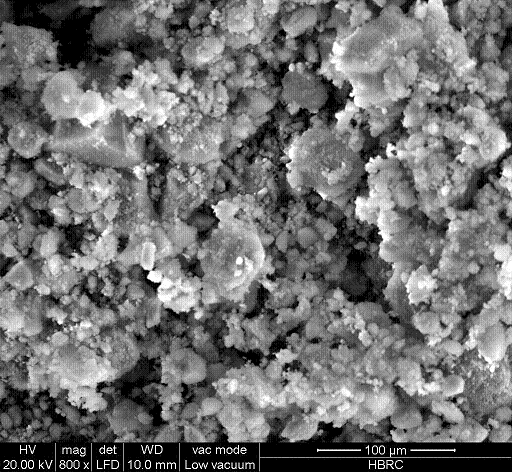 HV mag det WD vac mode 100 µm
20.00 kV 800 x LFD 10.0 mm Low vacuum HBRC